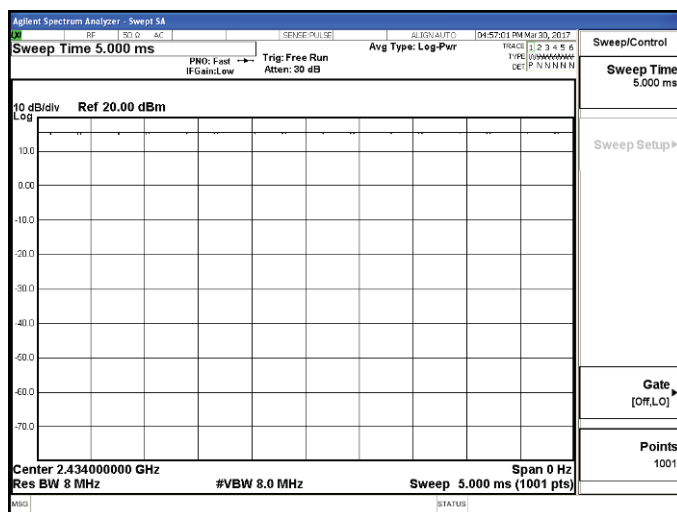 Agilent Spectrum Analyzer - Swept SA
RF 50 Ω AC SENSE:PULSE ALIGNAUTO 04:57:01 PM Mar 30, 2017
Sweep Time 5.000 ms
PNO: Fast
IFGain:Low
Trig: Free Run
Atten: 30 dB
Avg Type: Log-Pwr
TRACE 1 2 3 4 5 6
TYPE
DET P N N N N N
Sweep/Control
Sweep Time
5.000 ms
Sweep Setup
Gate
[Off,LO]
Points
1001
10 dB/div Ref 20.00 dBm
Log
10.0
0.00
-10.0
-20.0
-30.0
-40.0
-50.0
-60.0
-70.0
Center 2.434000000 GHz Span 0 Hz
Res BW 8 MHz #VBW 8.0 MHz Sweep 5.000 ms (1001 pts)
MSG STATUS